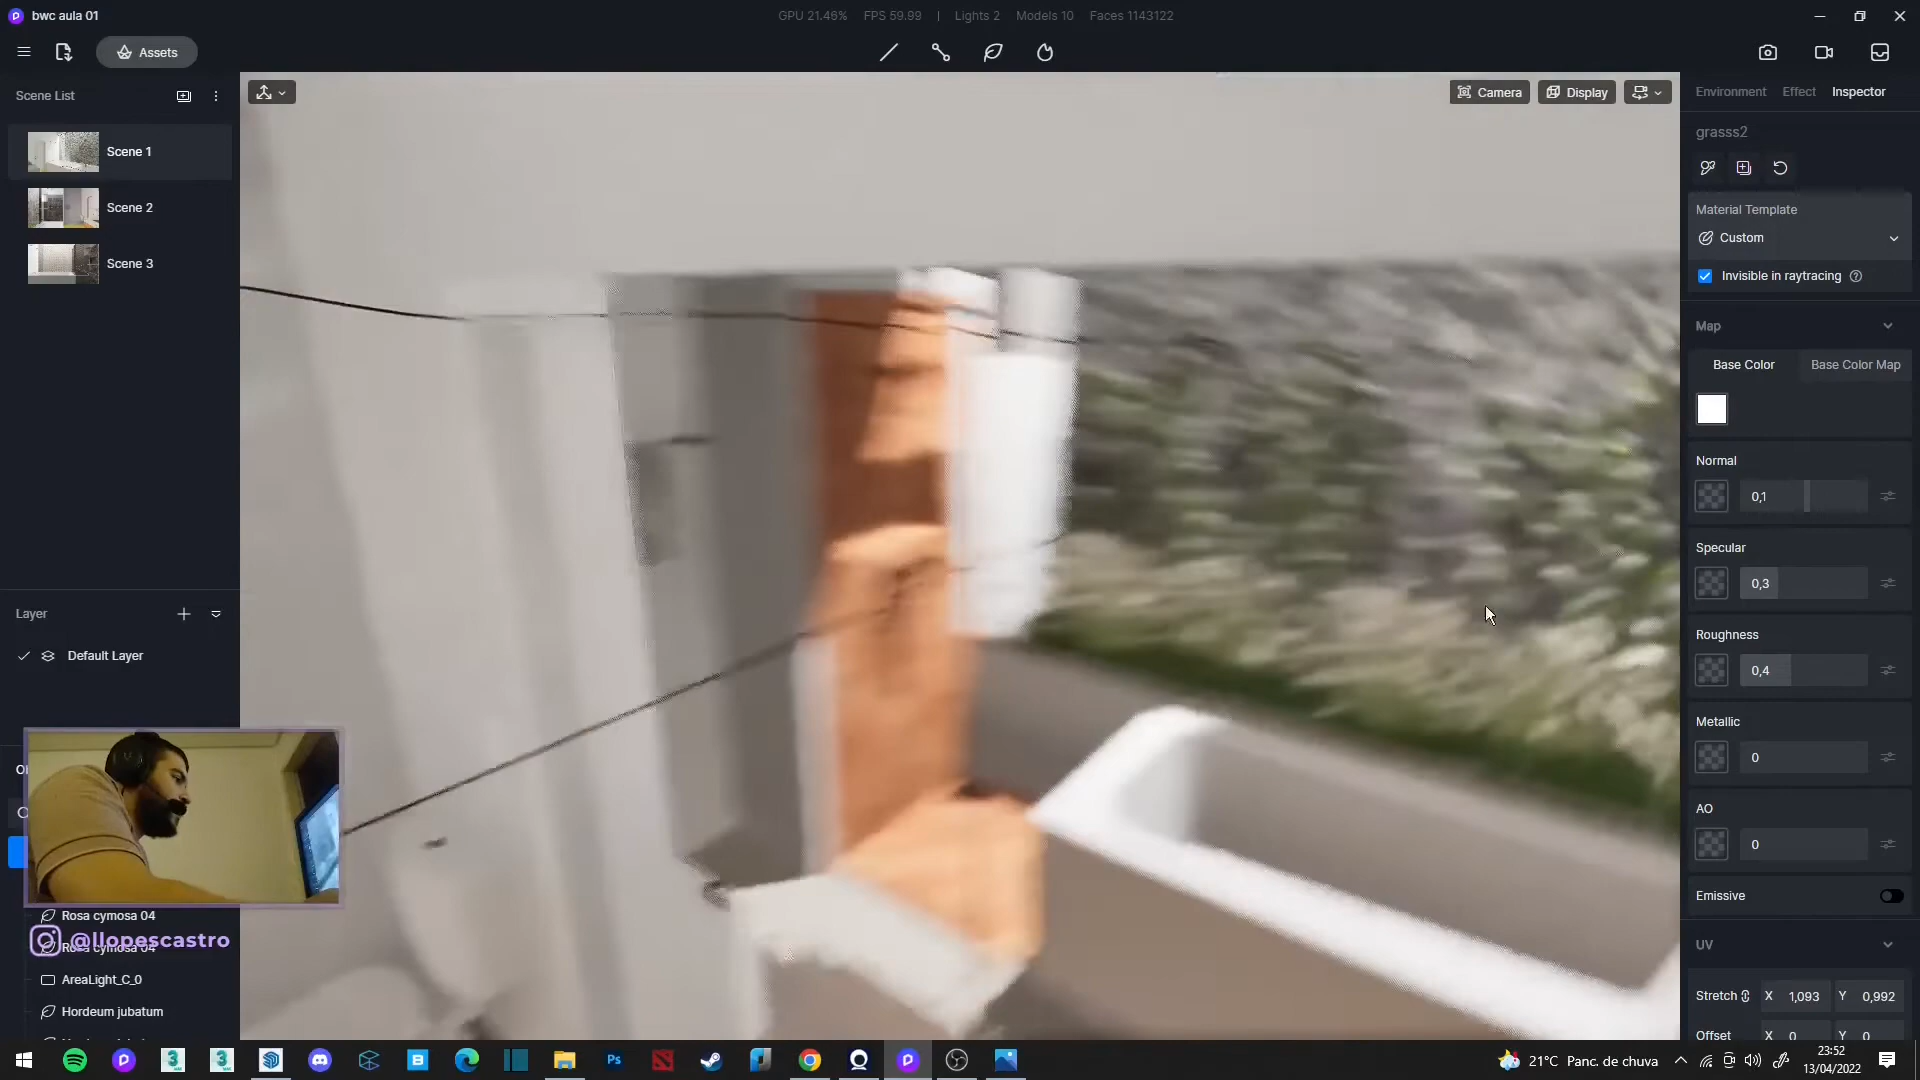 bwc aula 01
GPU 21.46% FPS 59.99 | Lights 2 Models 10 Faces 1143122
Assets
Scene List
Scene 1
Scene 2
Scene 3
Layer
Default Layer
Rosa cymosa 04
Rosa cymosa 04
@llopescastro
AreaLight_C_0
Hordeum jubatum
Camera
Display
Environment Effect Inspector
grasss2
Material Template
Custom
Invisible in raytracing
Map
Base Color
Base Color Map
Normal
0,1
Specular
0,3
Roughness
0,4
Metallic
0
AO
0
Emissive
UV
Stretch X 1,093 Y 0,992
Offset X 0 Y 0
Ps
21°C Panc. de chuva
23:52
13/04/2022